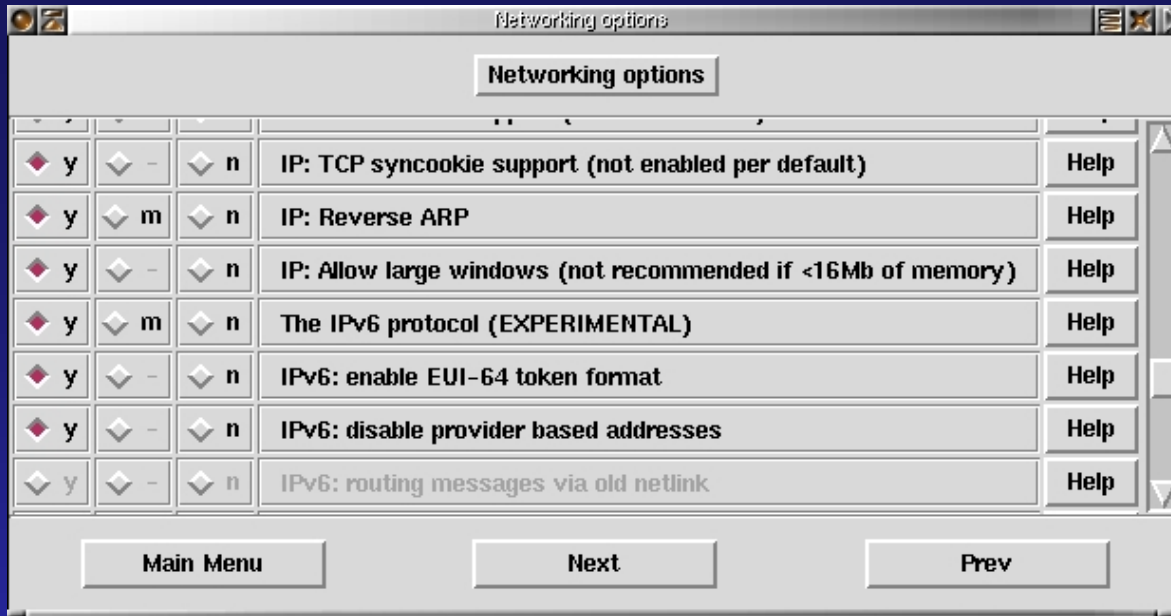 Networking options
Networking options
y - n IP: TCP syncookie support (not enabled per default) Help
y m n IP: Reverse ARP Help
y - n IP: Allow large windows (not recommended if <16Mb of memory) Help
y m n The IPv6 protocol (EXPERIMENTAL) Help
y - n IPv6: enable EUI-64 token format Help
y - n IPv6: disable provider based addresses Help
y - n IPv6: routing messages via old netlink Help
Main Menu Next Prev